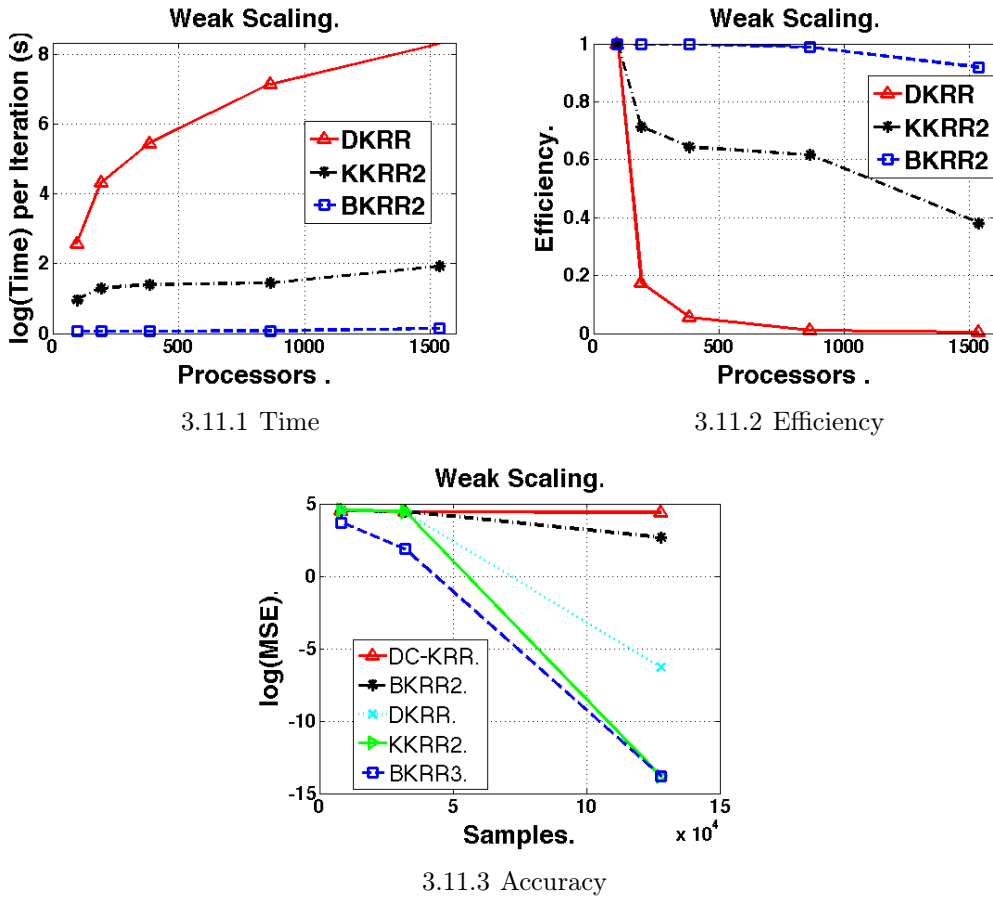 Weak Scaling.
log(Time) per Iteration (s)
8
6
4
2
0
0
500
1000
1500
Processors .
DKRR
KKRR2
BKRR2
3.11.1 Time
Weak Scaling.
Efficiency.
1
0.8
0.6
0.4
0.2
0
0
500
1000
1500
Processors .
DKRR
KKRR2
BKRR2
3.11.2 Efficiency
Weak Scaling.
log(MSE).
5
0
-5
-10
-15
0
5
10
15
x 10⁴
Samples.
DC-KRR.
BKRR2.
DKRR.
KKRR2.
BKRR3.
3.11.3 Accuracy